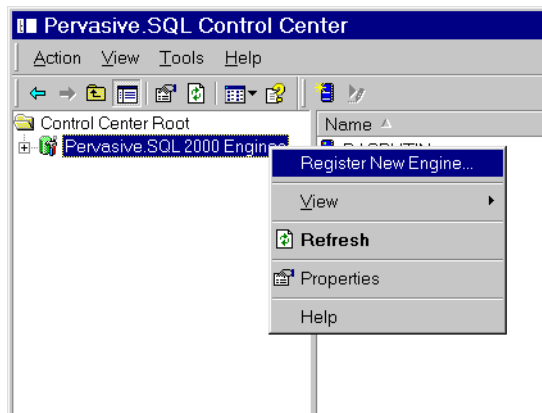 Pervasive.SQL Control Center
Action View Tools Help
Control Center Root
Name
Pervasive.SQL 2000 Engines
Register New Engine...
View
Refresh
Properties
Help